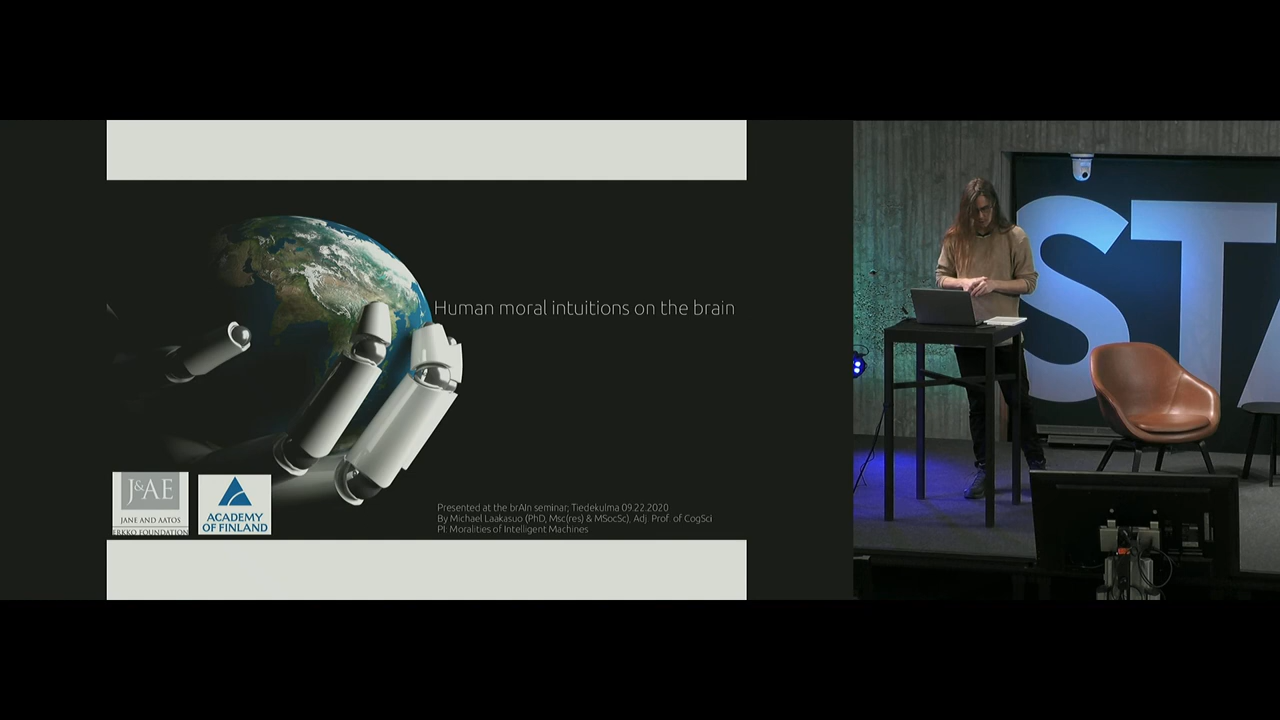 Human moral intuitions on the brain
J&AE
JANE AND AATOS
ERKKO FOUNDATION
ACADEMY
OF FINLAND
Presented at the brAIn seminar; Tiedekulma 09.22.2020
By Michael Laakasuo (PhD, Msc(res) & MSocSc), Adj. Prof. of CogSci
PI: Moralities of Intelligent Machines
STA